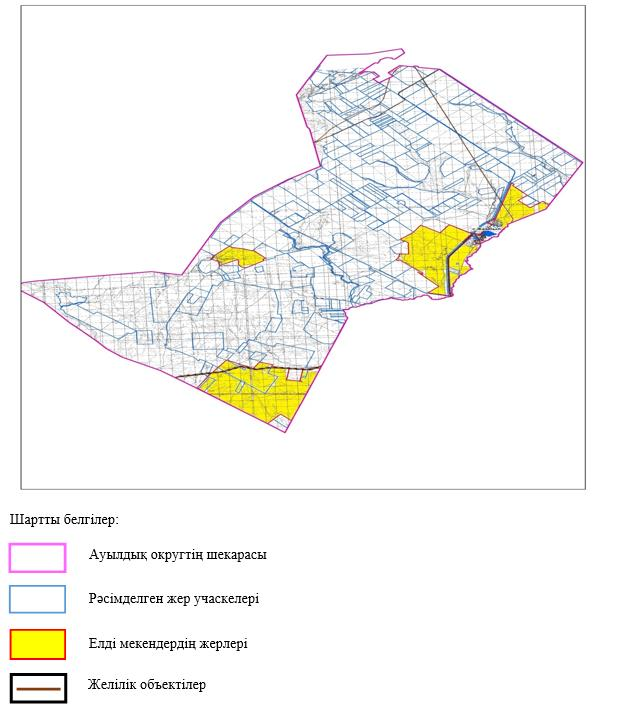 Шартты белгілер:
Ауылдық округтің шекарасы
Рәсімделген жер учаскелері
Елді мекендердің жерлері
Желілік объектілер